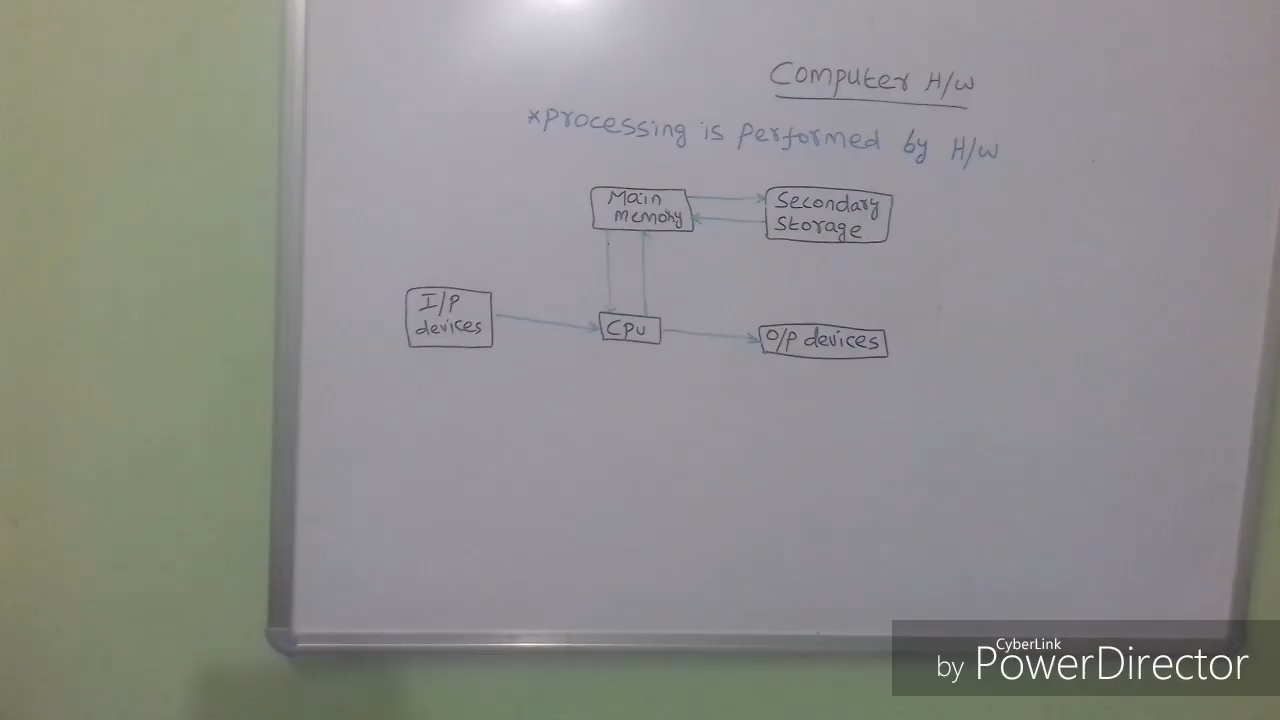 Computer H/W
*processing is performed by H/W
Main
memory
Secondary
Storage
I/P
devices
CPU
O/P devices
CyberLink
by PowerDirector